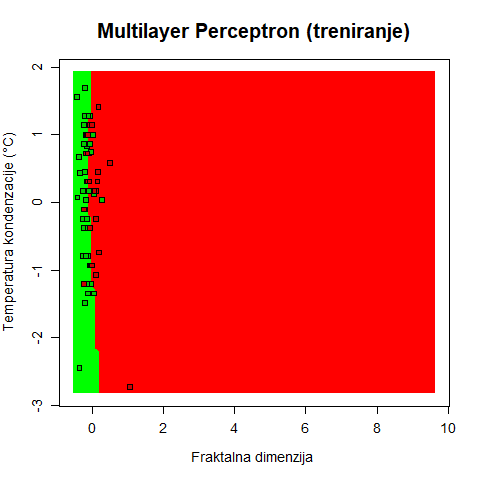 Multilayer Perceptron (treniranje)
Temperatura kondenzacije (°C)
2
1
0
-1
-2
-3
0 2 4 6 8 10
Fraktalna dimenzija